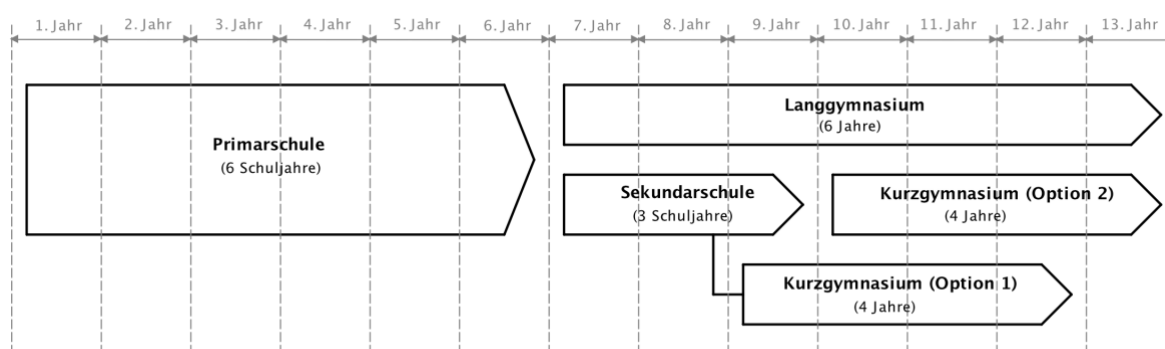 1. Jahr 2. Jahr 3. Jahr 4. Jahr 5. Jahr 6. Jahr 7. Jahr 8. Jahr 9. Jahr 10. Jahr 11. Jahr 12. Jahr 13. Jahr
Primarschule
(6 Schuljahre)
Langgymnasium
(6 Jahre)
Sekundarschule
(3 Schuljahre)
Kurzgymnasium (Option 2)
(4 Jahre)
Kurzgymnasium (Option 1)
(4 Jahre)